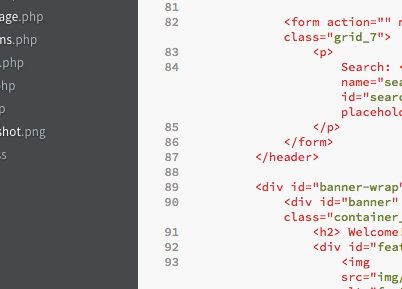 age.php
ns.php
.php
hp
p
shot.png
ss
81
82 <form action=""
class="grid_7">
83 <p>
84 Search: <
name="sea
id="searc
placehold
85 </p>
86 </form>
87 </header>
88
89 <div id="banner-wrap"
90 <div id="banner"
class="container_
91 <h2> Welcome
92 <div id="feat
93 <img
src="img/